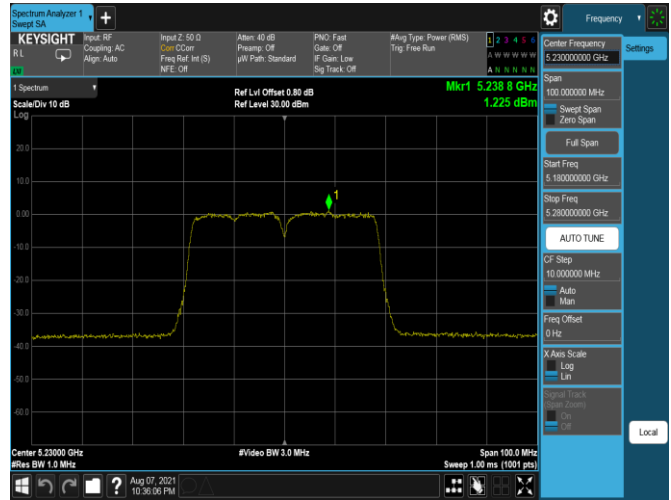 Spectrum Analyzer 1
Swept SA
Frequency
KEYSIGHT
R L
LV
Input: RF
Coupling: AC
Align: Auto
Input Z: 50 Ω
Corr CCorr
Freq Ref: Int (S)
NFE: Off
Atten: 40 dB
Preamp: Off
µW Path: Standard
PNO: Fast
Gate: Off
IF Gain: Low
Sig Track: Off
#Avg Type: Power (RMS)
Trig: Free Run
1 2 3 4 5 6
A W W W W W
A N N N N N
Center Frequency
5.230000000 GHz
Settings
Span
100.000000 MHz
Swept Span
Zero Span
Full Span
Start Freq
5.180000000 GHz
Stop Freq
5.280000000 GHz
AUTO TUNE
CF Step
10.000000 MHz
Auto
Man
Freq Offset
0 Hz
X Axis Scale
Log
Lin
Signal Track
(Span Zoom)
On
Off
Local
1 Spectrum
Scale/Div 10 dB
Log
Ref Lvl Offset 0.80 dB
Ref Level 30.00 dBm
Mkr1 5.238 8 GHz
1.225 dBm
20.0
10.0
0.00
-10.0
-20.0
-30.0
-40.0
-50.0
-60.0
1
Center 5.23000 GHz
#Res BW 1.0 MHz
#Video BW 3.0 MHz
Span 100.0 MHz
Sweep 1.00 ms (1001 pts)
?
Aug 07, 2021
10:36:06 PM